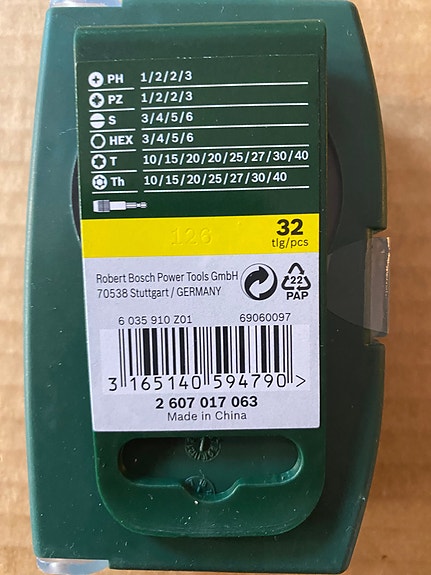 PH 1/2/2/3
PZ 1/2/2/3
S 3/4/5/6
HEX 3/4/5/6
T 10/15/20/20/25/27/30/40
Th 10/15/20/25/27/30/40
126
32
tlg/pcs
Robert Bosch Power Tools GmbH
70538 Stuttgart / GERMANY
22
PAP
6 035 910 Z01 69060097
3 165140 594790 >
2 607 017 063
Made in China